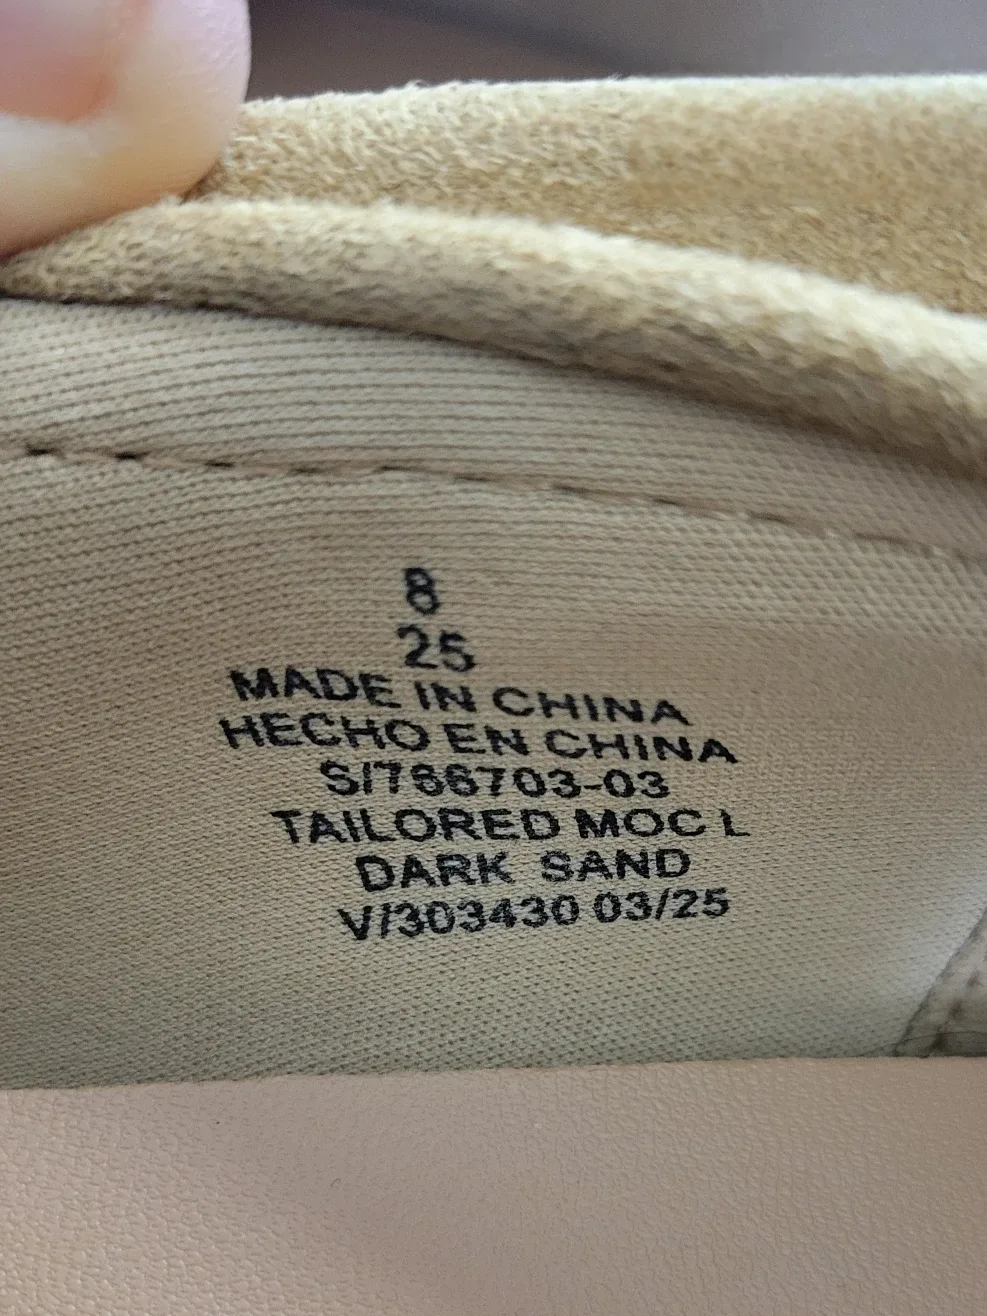 8
25
MADE IN CHINA
HECHO EN CHINA
S/766703-03
TAILORED MOC L
DARK SAND
V/303430 03/25